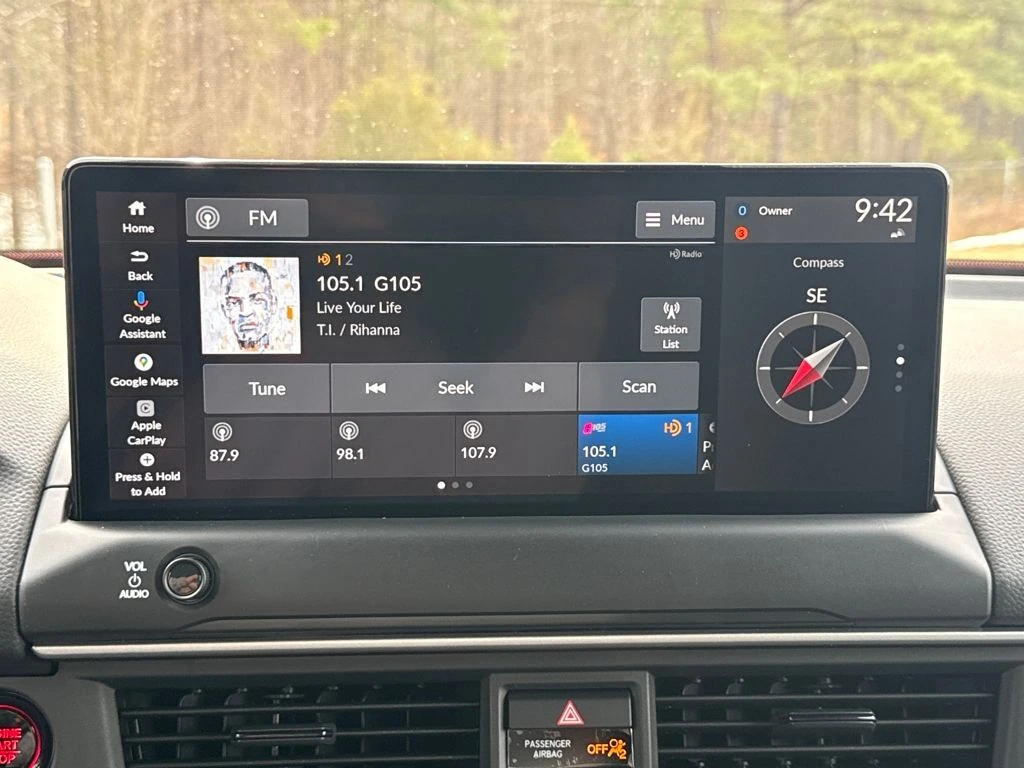 Home
Back
Google
Assistant
Google Maps
Apple
CarPlay
Press & Hold
to Add
FM
Menu
HD 1 2
HD Radio
105.1 G105
Live Your Life
T.I. / Rihanna
Station
List
Tune
Seek
Scan
87.9
98.1
107.9
G105
HD 1
105.1
G105
0
Owner
9:42
3
Compass
SE
VOL
AUDIO
PASSENGER
AIRBAG
OFF
2